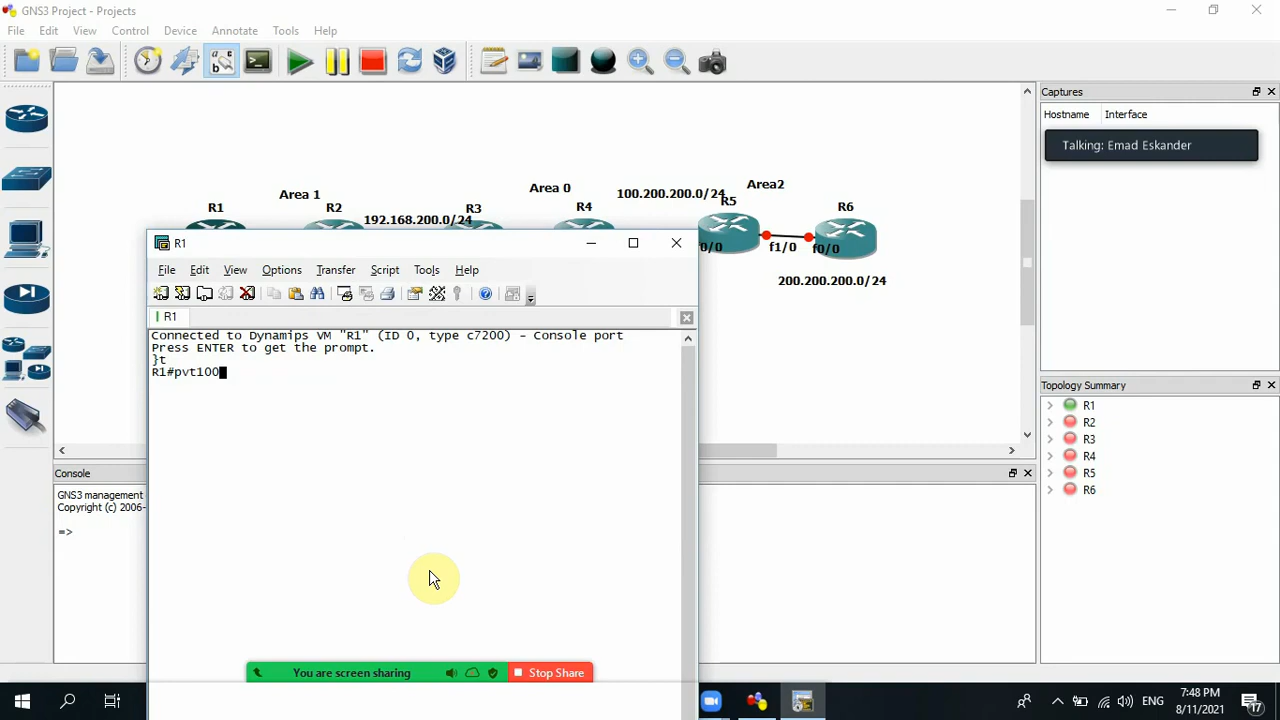 GNS3 Project - Projects
File Edit View Control Device Annotate Tools Help
Captures
Hostname Interface
Talking: Emad Eskander
Area 1
Area 0
100.200.200.0/24
Area2
R1
R2
192.168.200.0/24
R3
R4
R5
R6
0/0
f1/0
f0/0
200.200.200.0/24
R1
File Edit View Options Transfer Script Tools Help
R1
Connected to Dynamips VM "R1" (ID 0, type c7200) - Console port
Press ENTER to get the prompt.
}t
R1#pvt100
Topology Summary
R1
R2
R3
R4
R5
R6
Console
GNS3 management
Copyright (c) 2006-
=>
You are screen sharing
Stop Share
ENG
7:48 PM
8/11/2021
17